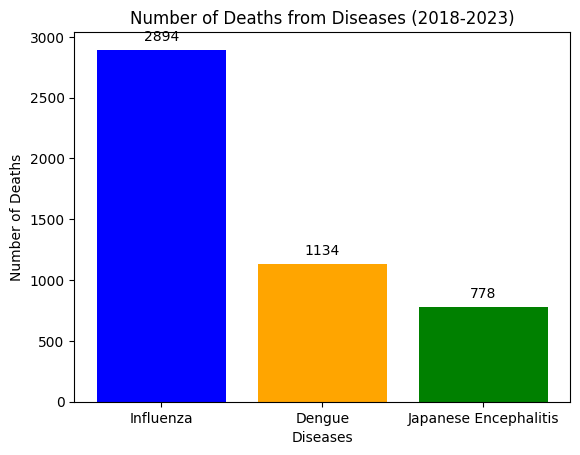 Number of Deaths from Diseases (2018-2023)
Number of Deaths
3000
2500
2000
1500
1000
500
0
2894
1134
778
Influenza
Dengue
Japanese Encephalitis
Diseases